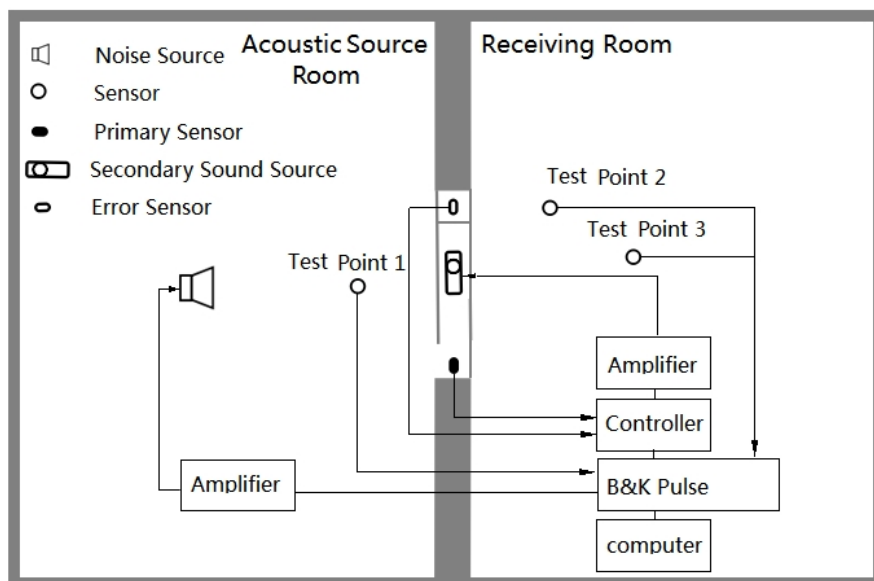 Acoustic Source
Room
Receiving Room
Noise Source
Sensor
Primary Sensor
Secondary Sound Source
Error Sensor
Test Point 1
Test Point 2
Test Point 3
Amplifier
Controller
Amplifier
B&K Pulse
computer